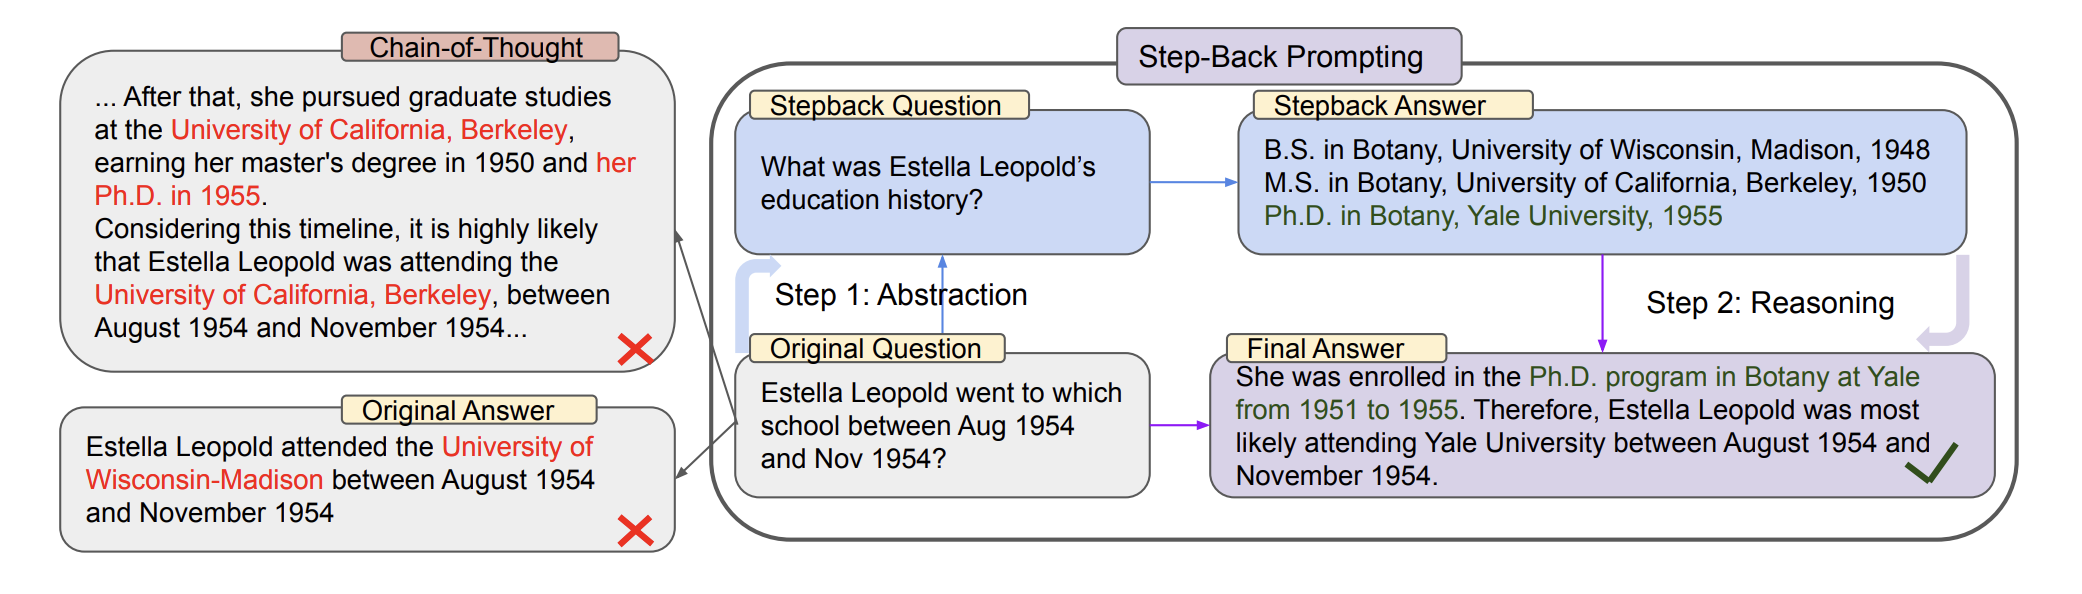 Chain-of-Thought
... After that, she pursued graduate studies
at the University of California, Berkeley,
earning her master's degree in 1950 and her
Ph.D. in 1955.
Considering this timeline, it is highly likely
that Estella Leopold was attending the
University of California, Berkeley, between
August 1954 and November 1954...
Original Answer
Estella Leopold attended the University of
Wisconsin-Madison between August 1954
and November 1954
Step-Back Prompting
Stepback Question
What was Estella Leopold’s
education history?
Stepback Answer
B.S. in Botany, University of Wisconsin, Madison, 1948
M.S. in Botany, University of California, Berkeley, 1950
Ph.D. in Botany, Yale University, 1955
Step 1: Abstraction
Step 2: Reasoning
Original Question
Estella Leopold went to which
school between Aug 1954
and Nov 1954?
Final Answer
She was enrolled in the Ph.D. program in Botany at Yale
from 1951 to 1955. Therefore, Estella Leopold was most
likely attending Yale University between August 1954 and
November 1954.